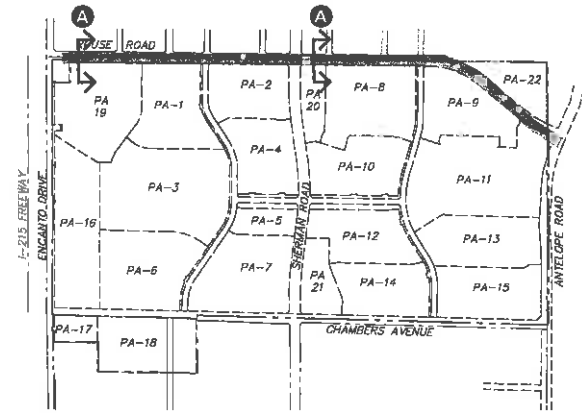 A
A
OUSE ROAD
PA-22
PA-2
PA-8
PA
19
PA-1
PA
20
PA-9
PA-4
PA-10
PA-3
PA-11
I-215 FREEWAY
ENCANTO DRIVE
PA-16
PA-5
SHERMAN ROAD
PA-12
PA-13
ANTELOPE ROAD
PA-6
PA-7
PA
21
PA-14
PA-15
PA-17
PA-18
CHAMBERS AVENUE